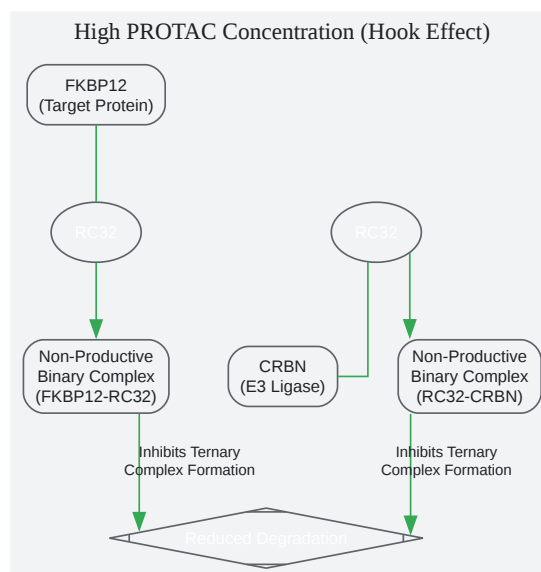 High PROTAC Concentration (Hook Effect)
FKBP12
(Target Protein)
RC32
RC32
Non-Productive
Binary Complex
(FKBP12-RC32)
CRBN
(E3 Ligase)
Non-Productive
Binary Complex
(RC32-CRBN)
Inhibits Ternary
Complex Formation
Inhibits Ternary
Complex Formation
Reduced Degradation